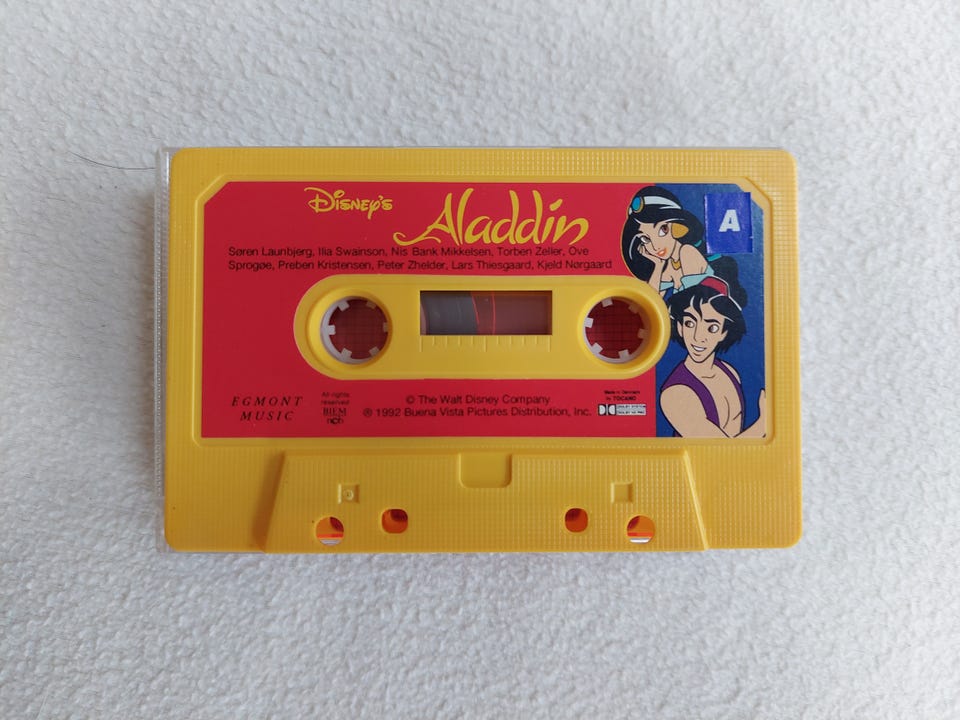 Disney's
Aladdin
A
Søren Launbjerg, Ilia Swainson, Nis Bank Mikkelsen, Torben Zeller, Ove
Sprogøe, Preben Kristensen, Peter Zhelder, Lars Thiesgaard, Kjeld Nørgaard
EGMONT
MUSIC
All rights
reserved
BIEM
ncb
© The Walt Disney Company
℗ 1992 Buena Vista Pictures Distribution, Inc.
Made in Denmark
by TOCANO